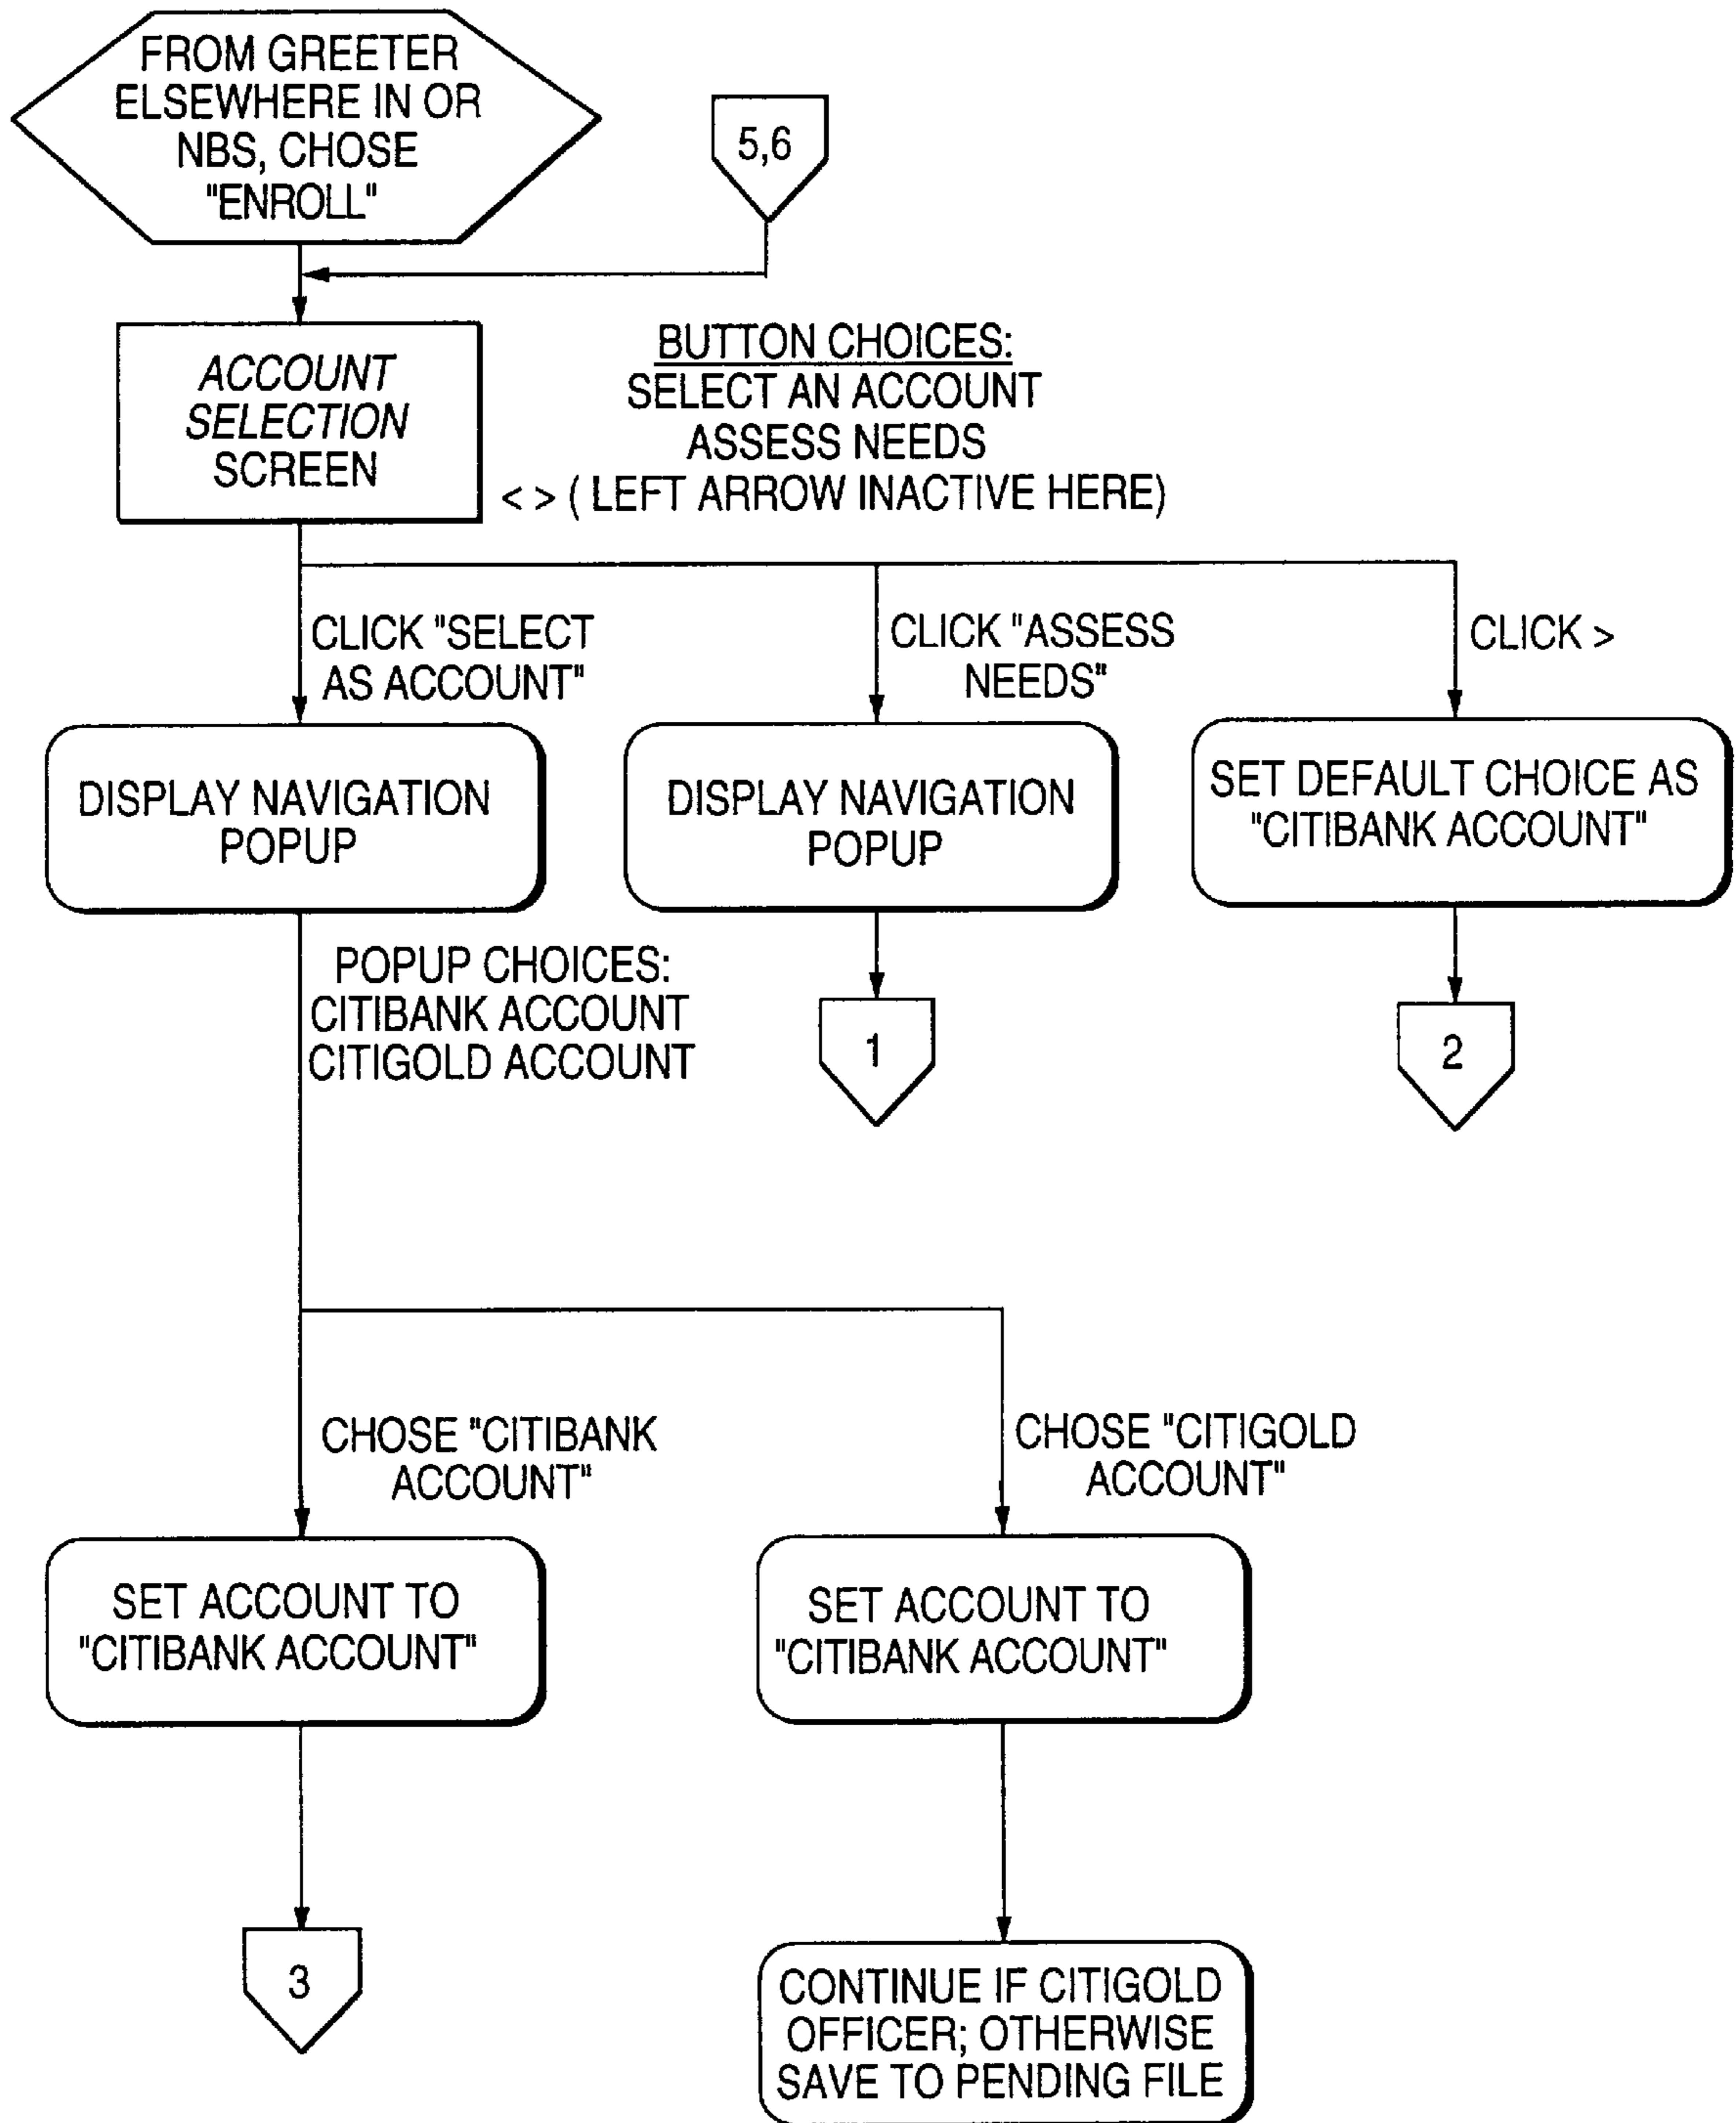 FROM GREETER
ELSEWHERE IN OR
NBS, CHOSE
"ENROLL"
5,6
ACCOUNT
SELECTION
SCREEN
BUTTON CHOICES:
SELECT AN ACCOUNT
ASSESS NEEDS
< > ( LEFT ARROW INACTIVE HERE)
CLICK "SELECT
AS ACCOUNT"
CLICK "ASSESS
NEEDS"
CLICK >
DISPLAY NAVIGATION
POPUP
DISPLAY NAVIGATION
POPUP
SET DEFAULT CHOICE AS
"CITIBANK ACCOUNT"
POPUP CHOICES:
CITIBANK ACCOUNT
CITIGOLD ACCOUNT
1
2
CHOSE "CITIBANK
ACCOUNT"
CHOSE "CITIGOLD
ACCOUNT"
SET ACCOUNT TO
"CITIBANK ACCOUNT"
SET ACCOUNT TO
"CITIBANK ACCOUNT"
3
CONTINUE IF CITIGOLD
OFFICER; OTHERWISE
SAVE TO PENDING FILE